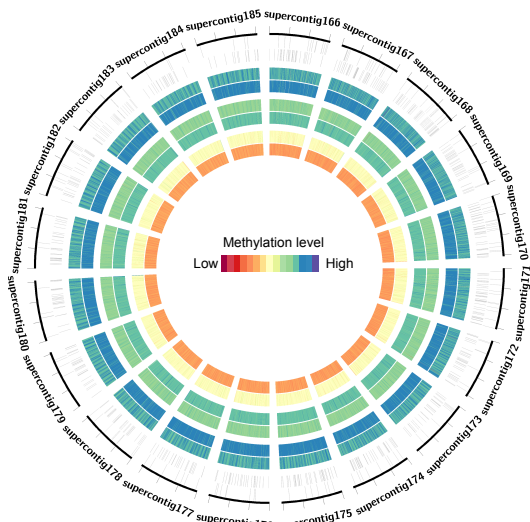 supercontig166
supercontig167
supercontig168
supercontig169
supercontig170
supercontig171
supercontig172
supercontig173
supercontig174
supercontig175
supercontig177
supercontig178
supercontig179
supercontig180
supercontig181
supercontig182
supercontig183
supercontig184
supercontig185
Methylation level
Low High